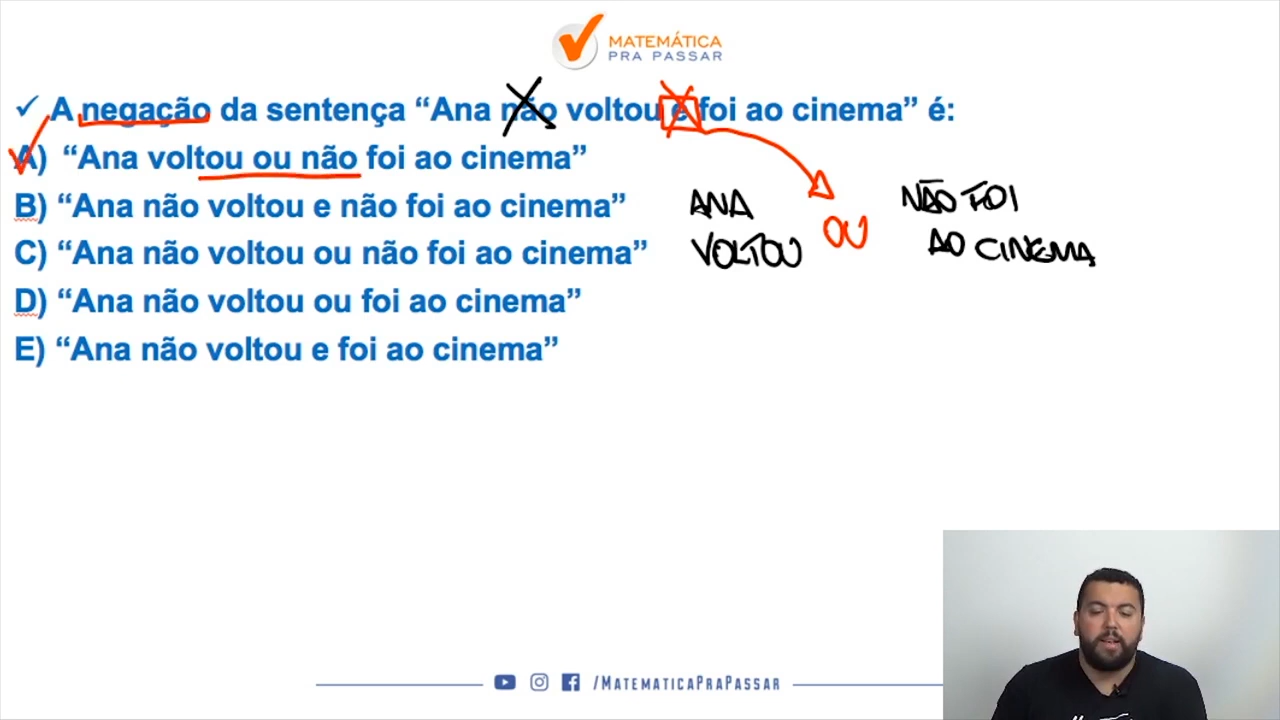 MATEMÁTICA
PRA PASSAR
✓ A negação da sentença “Ana não voltou e foi ao cinema” é:
A) “Ana voltou ou não foi ao cinema”
B) “Ana não voltou e não foi ao cinema”
C) “Ana não voltou ou não foi ao cinema”
D) “Ana não voltou ou foi ao cinema”
E) “Ana não voltou e foi ao cinema”
ANA
VOLTOU
OU
NÃO FOI
AO CINEMA
/MATEMATICAPRAPASSAR